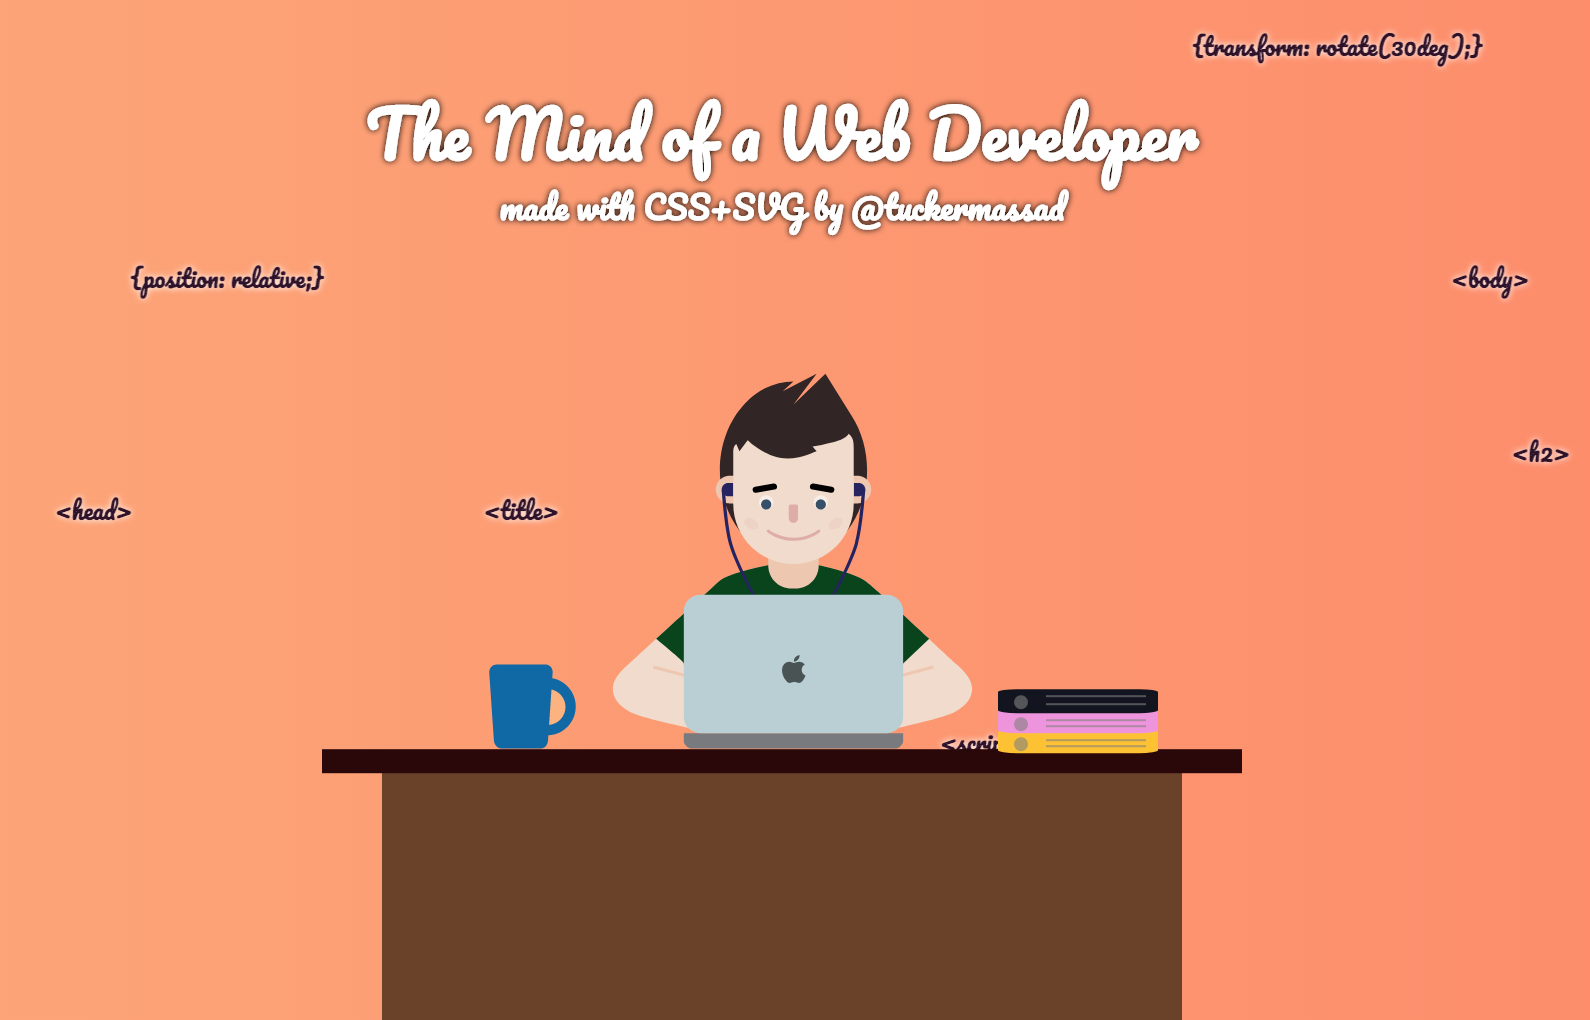 {transform: rotate(30deg);}
The Mind of a Web Developer
made with CSS+SVG by @tuckermassad
{position: relative;}
<body>
<h2>
<head>
<title>